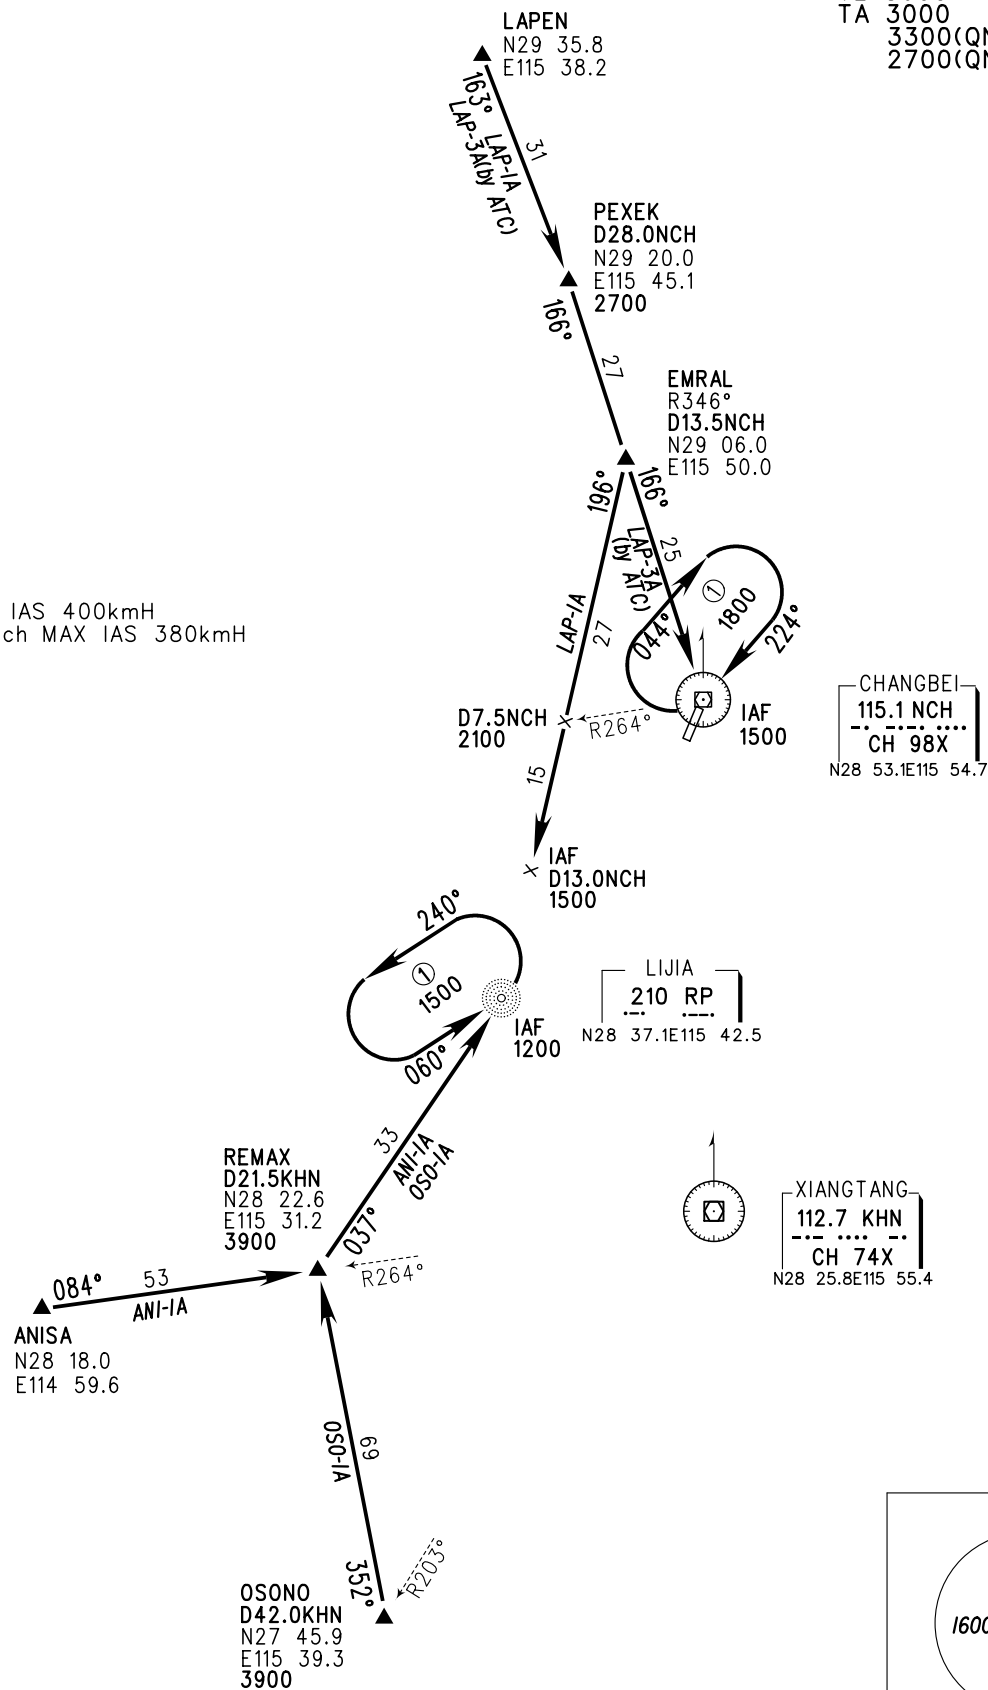 TA 3000
3300(QN
2700(QN
LAPEN
N29 35.8
E115 38.2
163°
LAP-1A
LAP-3A(by ATC)
31
PEXEK
D28.0NCH
N29 20.0
E115 45.1
2700
166°
27
EMRAL
R346°
D13.5NCH
N29 06.0
E115 50.0
196°
166°
25
LAP-3A
(by ATC)
LAP-1A
27
1
1800
044°
224°
IAS 400kmH
ch MAX IAS 380kmH
D7.5NCH
2100
R264°
IAF
1500
CHANGBEI
115.1 NCH
CH 98X
N28 53.1E115 54.7
15
IAF
D13.0NCH
1500
240°
1
1500
060°
IAF
1200
LIJIA
210 RP
N28 37.1E115 42.5
33
ANI-1A
OSO-1A
REMAX
D21.5KHN
N28 22.6
E115 31.2
3900
037°
R264°
XIANGTANG
112.7 KHN
CH 74X
N28 25.8E115 55.4
084°
53
ANI-1A
ANISA
N28 18.0
E114 59.6
OSO-1A
69
352°
R203°
OSONO
D42.0KHN
N27 45.9
E115 39.3
3900
1600